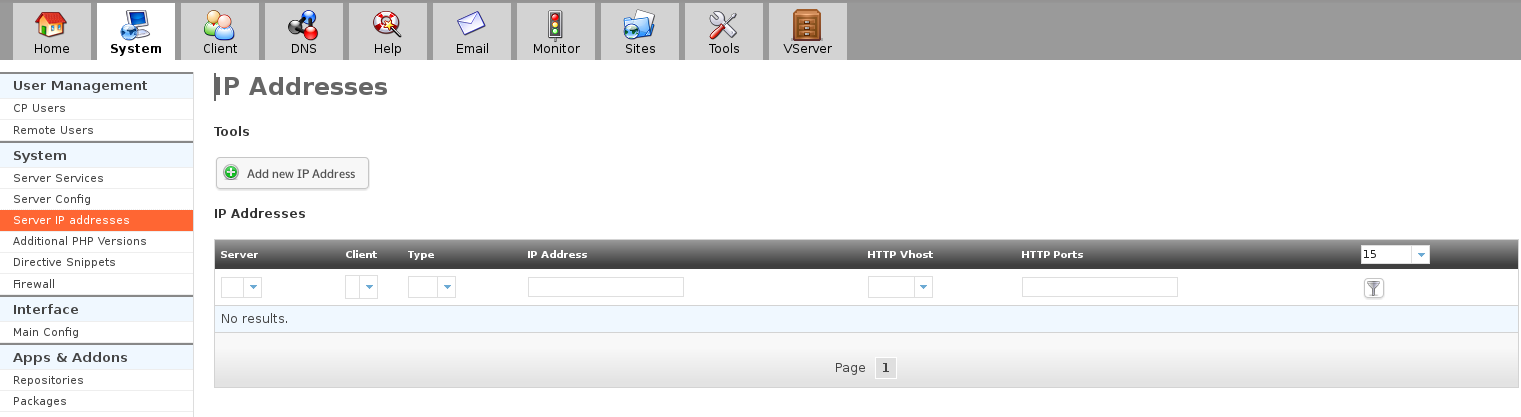 Home System Client DNS Help Email Monitor Sites Tools VServer
User Management
CP Users
Remote Users
System
Server Services
Server Config
Server IP addresses
Additional PHP Versions
Directive Snippets
Firewall
Interface
Main Config
Apps & Addons
Repositories
Packages
IP Addresses
Tools
Add new IP Address
IP Addresses
Server Client Type IP Address HTTP Vhost HTTP Ports 15
No results.
Page 1